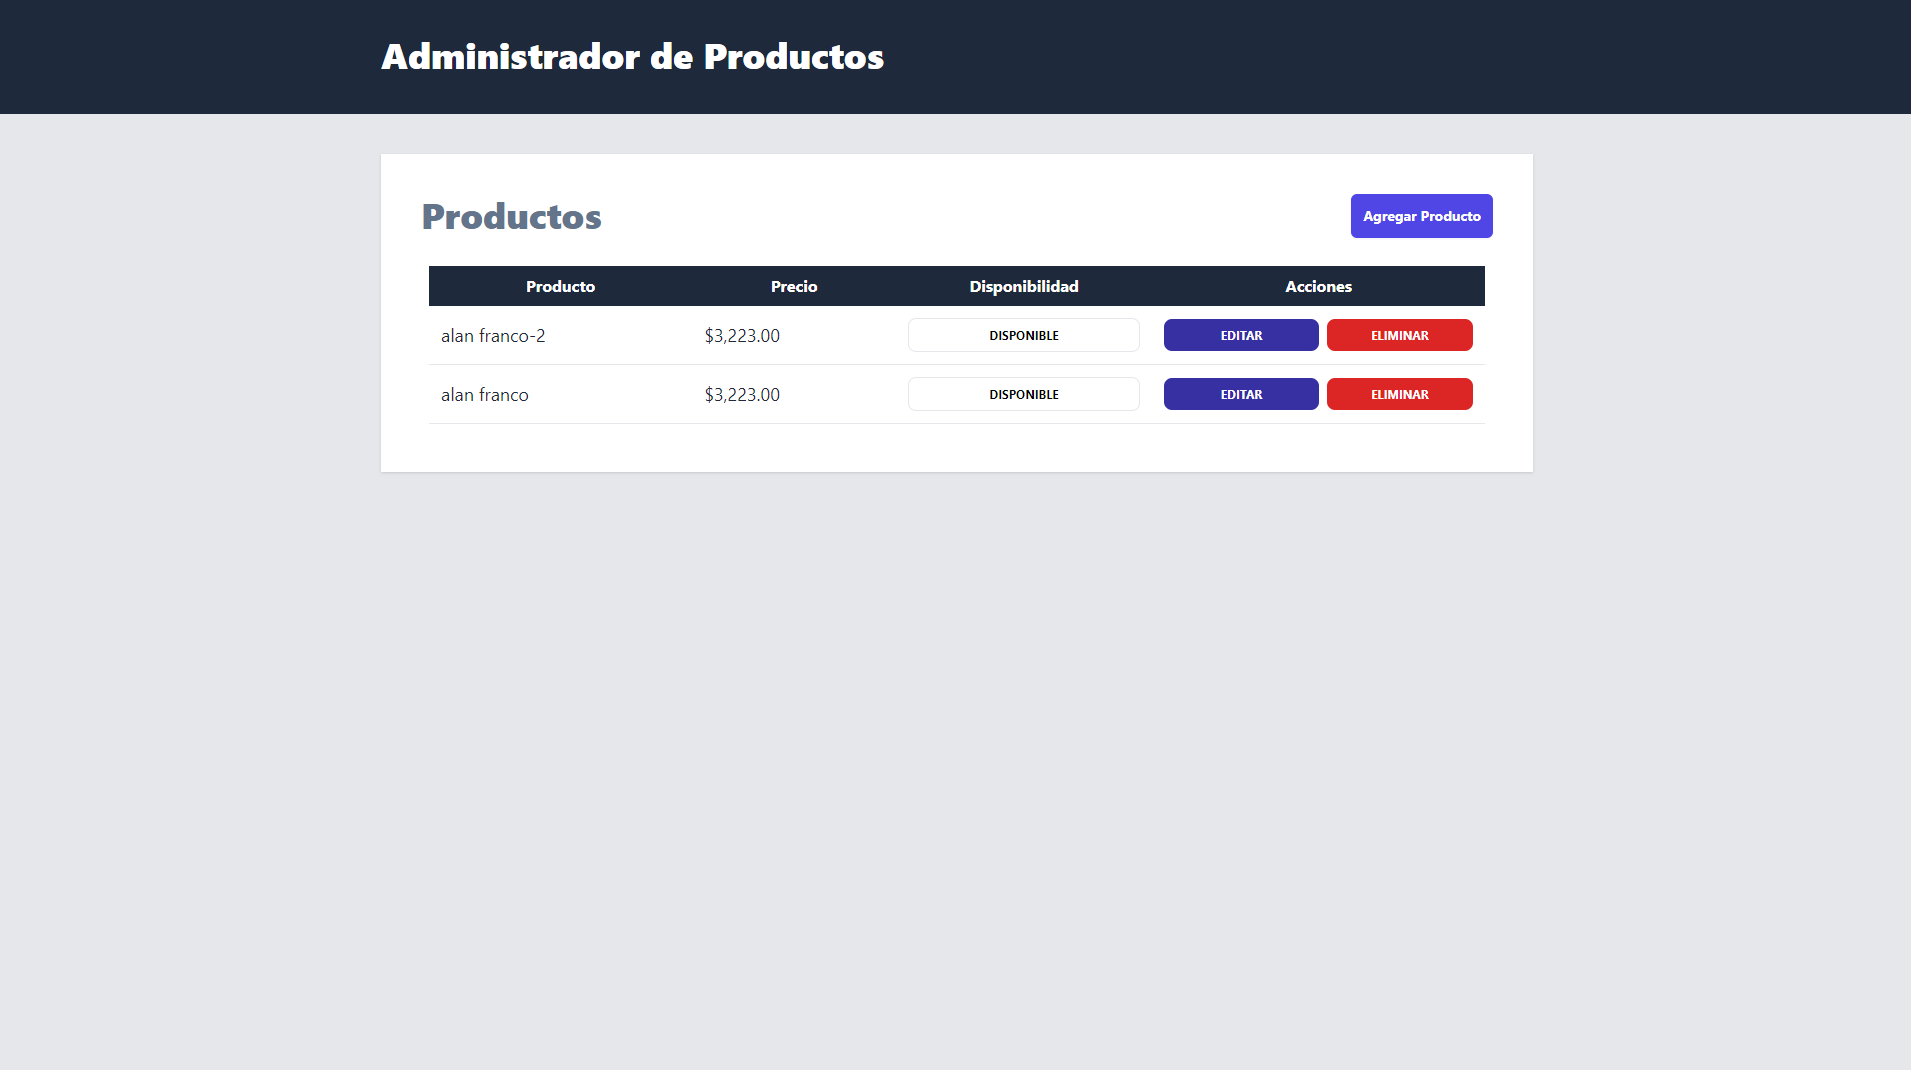 Administrador de Productos
Productos
Agregar Producto
Producto Precio Disponibilidad Acciones
alan franco-2 $3,223.00 DISPONIBLE EDITAR ELIMINAR
alan franco $3,223.00 DISPONIBLE EDITAR ELIMINAR